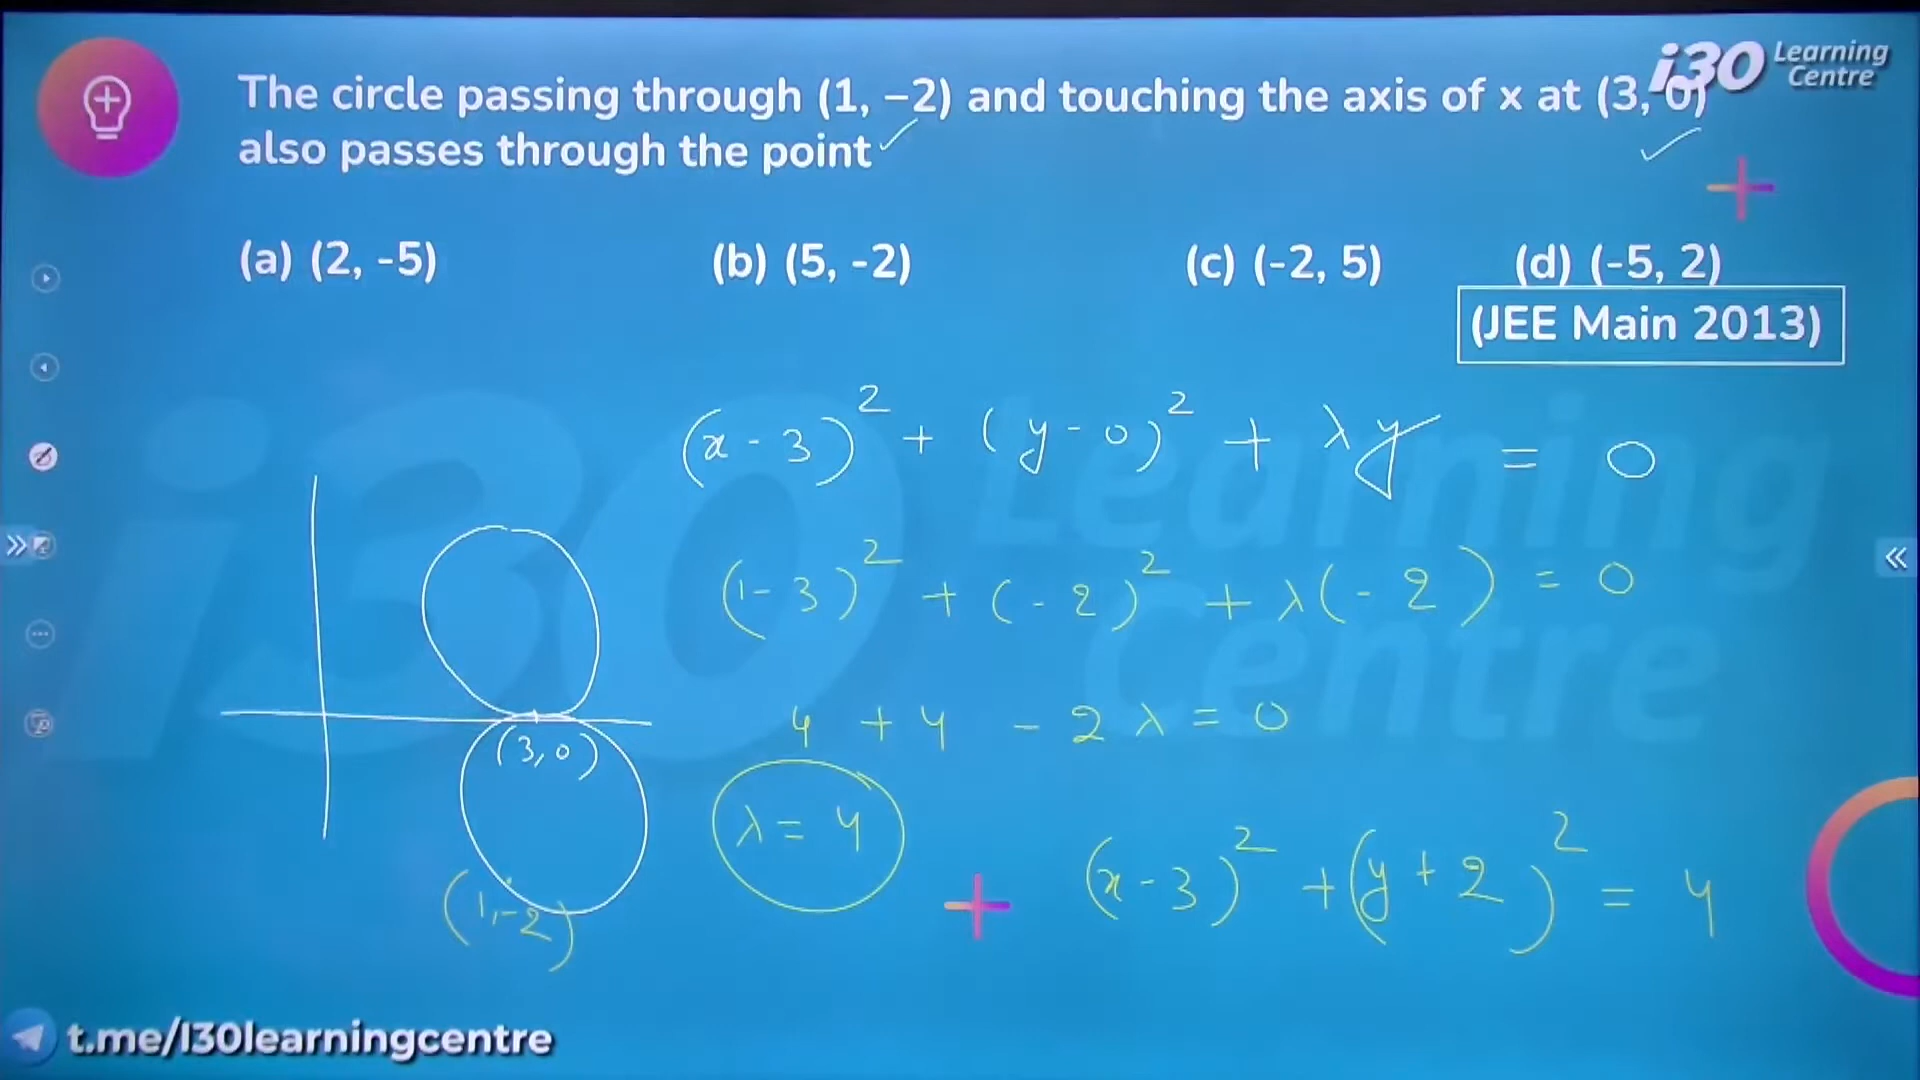 i30 Learning Centre
The circle passing through (1, −2) and touching the axis of x at (3, 0)
also passes through the point
(a) (2, -5) (b) (5, -2) (c) (-2, 5) (d) (-5, 2)
(JEE Main 2013)
(x - 3)² + (y - 0)² + λy = 0
(1 - 3)² + (-2)² + λ(-2) = 0
4 + 4 - 2λ = 0
(3, 0)
λ = 4
(x - 3)² + (y + 2)² = 4
(1, -2)
i30 Learning Centre
t.me/I30learningcentre